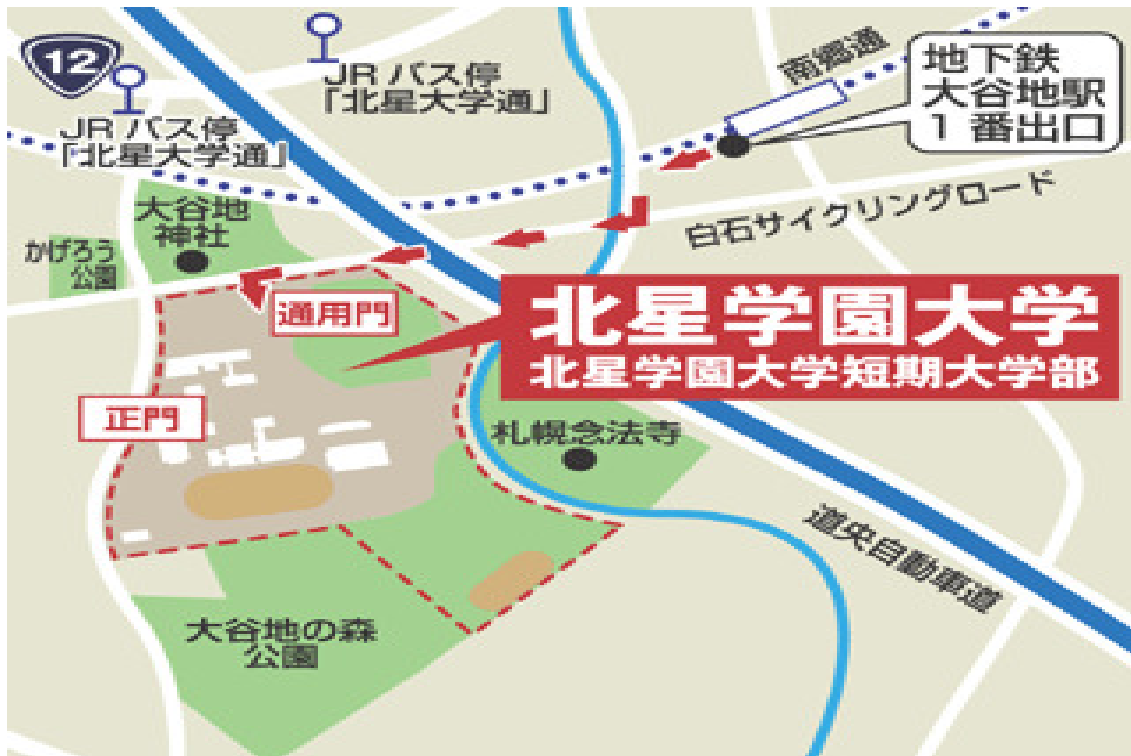 12
JRバス停
「北星大学通」
JRバス停
「北星大学通」
南郷通
地下鉄
大谷地駅
1番出口
大谷地
神社
かげろう
公園
白石サイクリングロード
通用門
北星学園大学
北星学園大学短期大学部
正門
札幌念法寺
道央自動車道
大谷地の森
公園